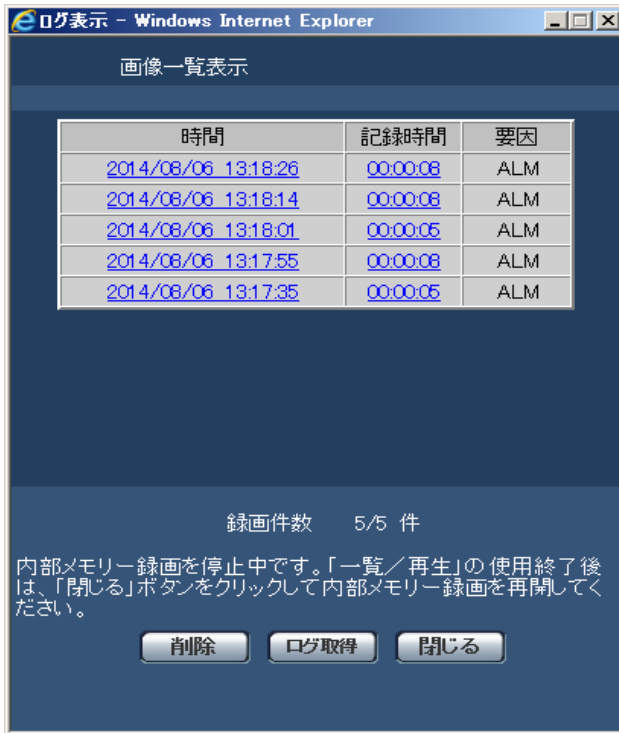 ログ表示 - Windows Internet Explorer
画像一覧表示
時間 記録時間 要因
2014/08/06 13:18:26 00:00:08 ALM
2014/08/06 13:18:14 00:00:08 ALM
2014/08/06 13:18:01 00:00:05 ALM
2014/08/06 13:17:55 00:00:08 ALM
2014/08/06 13:17:35 00:00:05 ALM
録画件数 5/5 件
内部メモリー録画を停止中です。「一覧／再生」の使用終了後
は、「閉じる」ボタンをクリックして内部メモリー録画を再開してく
ださい。
削除 ログ取得 閉じる